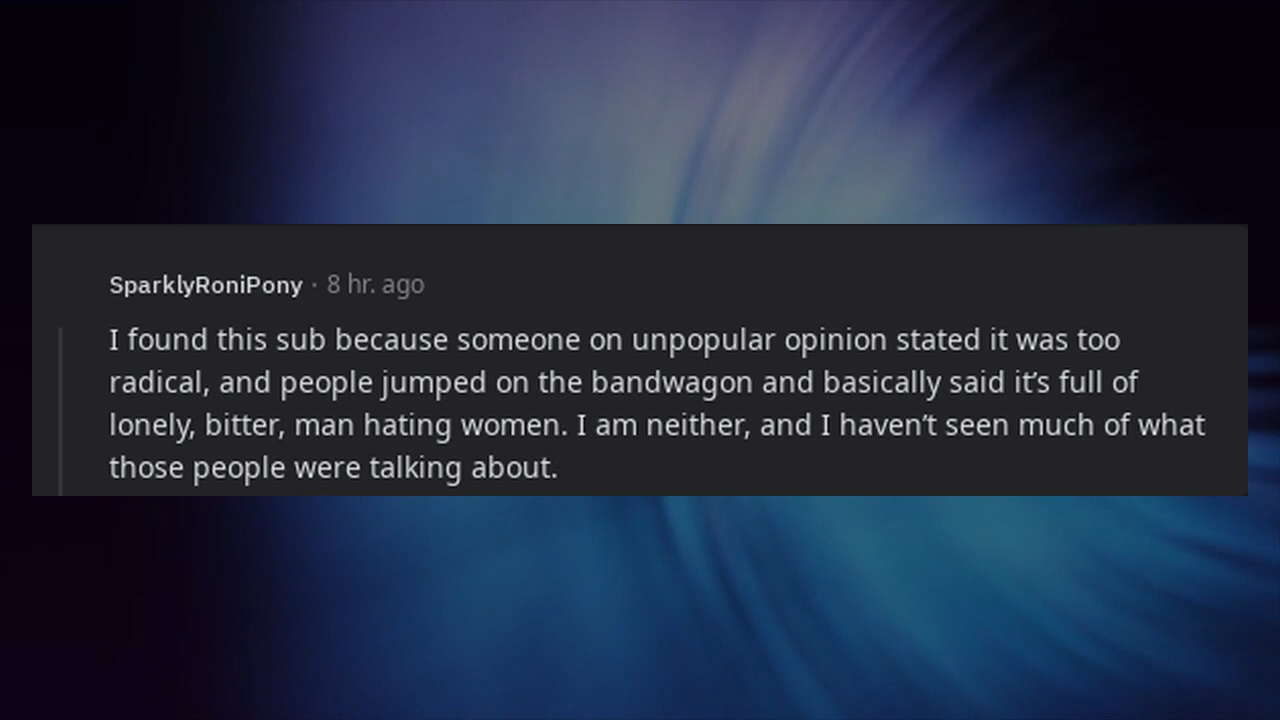 SparklyRoniPony · 8 hr. ago
I found this sub because someone on unpopular opinion stated it was too
radical, and people jumped on the bandwagon and basically said it’s full of
lonely, bitter, man hating women. I am neither, and I haven’t seen much of what
those people were talking about.